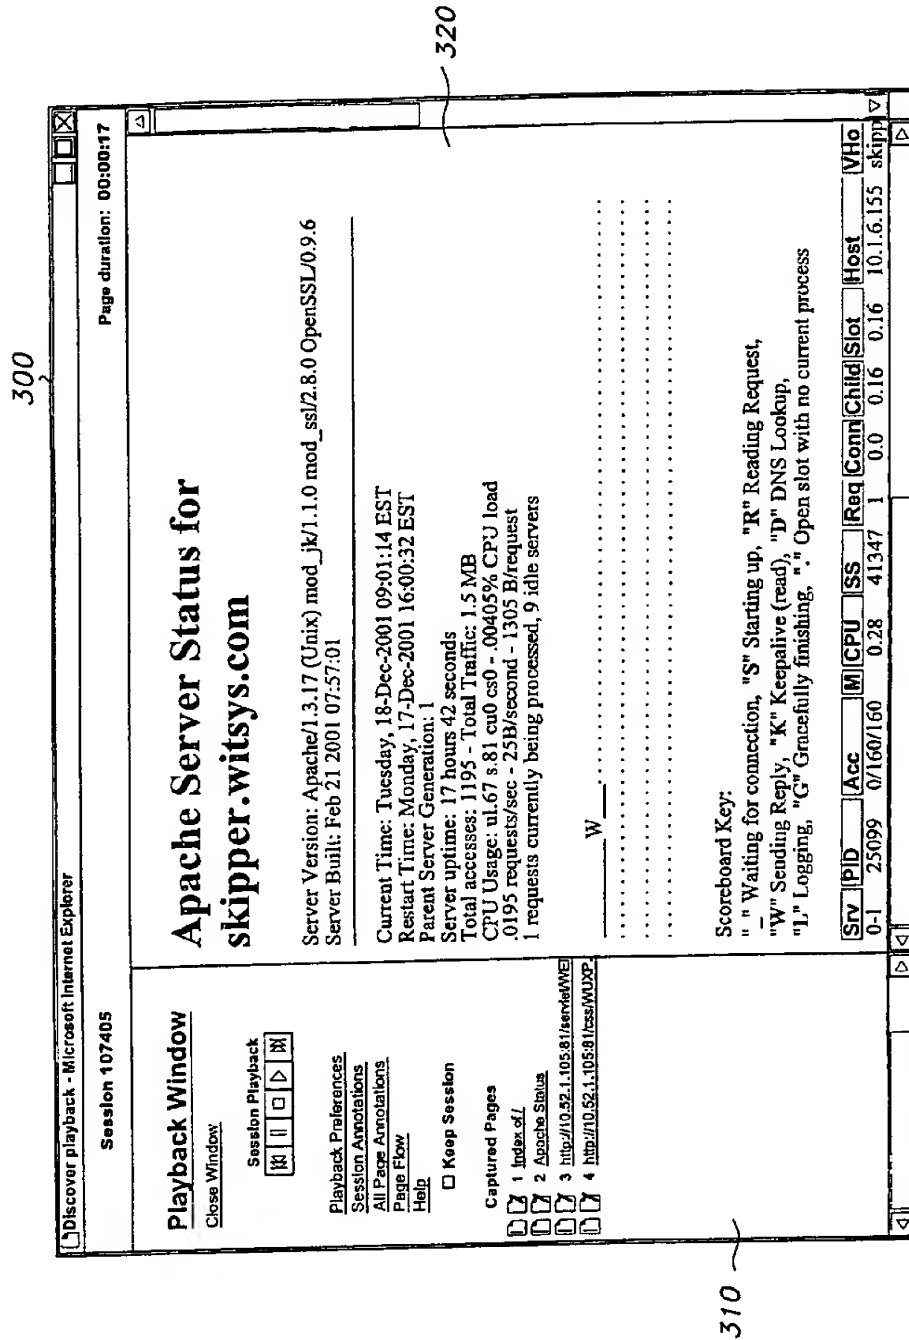 300
Discover playback - Microsoft Internet Explorer
Session 107405
Page duration: 00:00:17
Playback Window
Close Window
Session Playback
Playback Preferences
Session Annotations
All Page Annotations
Page Flow
Help
Keep Session
Captured Pages
1 Index of /
2 Apache Status
3 http://10.52.1.105:81/servlet/WE
4 http://10.52.1.105:81/css/WUXP.
310
Apache Server Status for
skipper.witsys.com
Server Version: Apache/1.3.17 (Unix) mod_jk/1.1.0 mod_ssl/2.8.0 OpenSSL/0.9.6
Server Built: Feb 21 2001 07:57:01
Current Time: Tuesday, 18-Dec-2001 09:01:14 EST
Restart Time: Monday, 17-Dec-2001 16:00:32 EST
Parent Server Generation: 1
Server uptime: 17 hours 42 seconds
Total accesses: 1195 - Total Traffic: 1.5 MB
CPU Usage: ul.67 s.81 cu0 cs0 - .00405% CPU load
.0195 requests/sec - 25B/second - 1305 B/request
1 requests currently being processed, 9 idle servers
______W___..........................................
................................................................
................................................................
................................................................
Scoreboard Key:
"_" Waiting for connection, "S" Starting up, "R" Reading Request,
"W" Sending Reply, "K" Keepalive (read), "D" DNS Lookup,
"L" Logging, "G" Gracefully finishing, "." Open slot with no current process
Srv PID Acc M CPU SS Req Conn Child Slot Host VHo
0-1 25099 0/160/160 0.28 41347 1 0.0 0.16 0.16 10.1.6.155 skipp
320